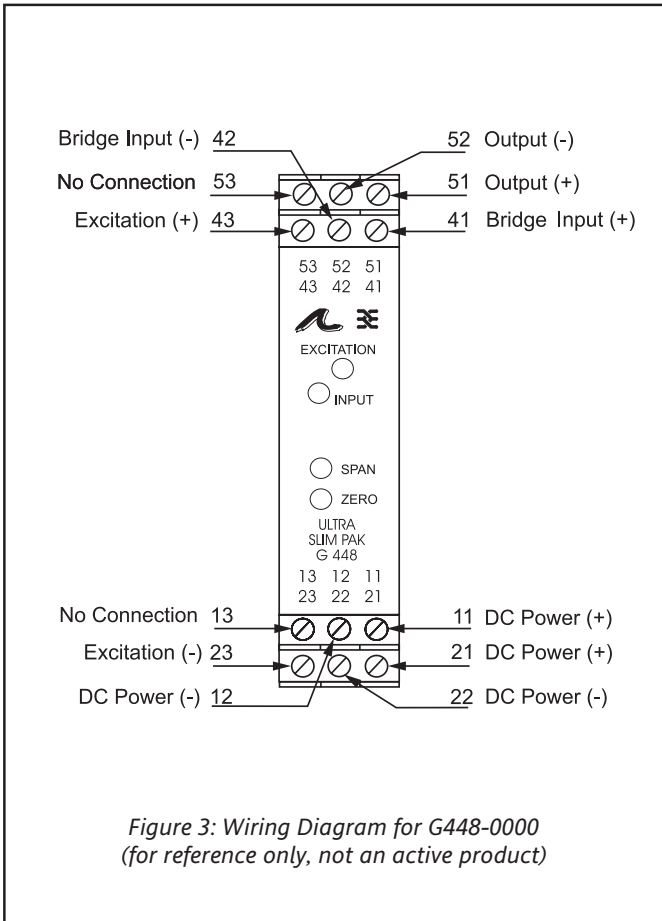 Bridge Input (-) 42
52 Output (-)
No Connection 53
51 Output (+)
Excitation (+) 43
41 Bridge Input (+)
53 52 51
43 42 41
EXCITATION
INPUT
SPAN
ZERO
ULTRA
SLIM PAK
G 448
13 12 11
23 22 21
No Connection 13
11 DC Power (+)
Excitation (-) 23
21 DC Power (+)
DC Power (-) 12
22 DC Power (-)
Figure 3: Wiring Diagram for G448-0000
(for reference only, not an active product)